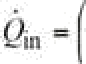 Q̇in = (